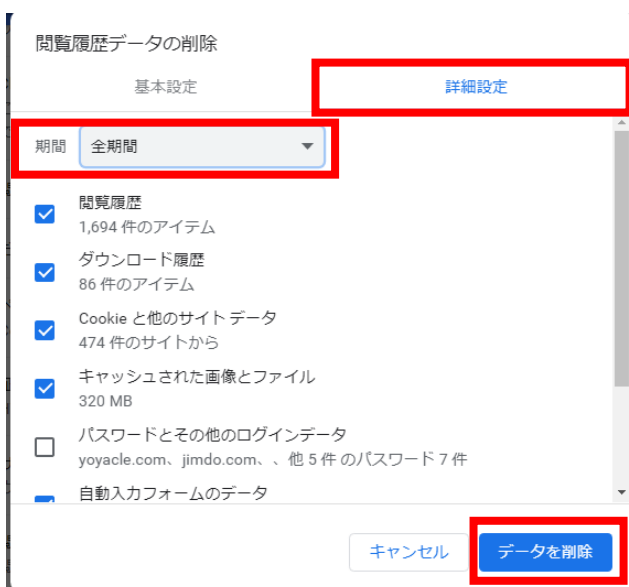 閲覧履歴データの削除
基本設定
詳細設定
期間 全期間
閲覧履歴
1,694 件のアイテム
ダウンロード履歴
86 件のアイテム
Cookie と他のサイト データ
474 件のサイトから
キャッシュされた画像とファイル
320 MB
パスワードとその他のログインデータ
yoyacle.com、jimdo.com、、他 5 件 のパスワード 7 件
自動入力フォームのデータ
キャンセル
データを削除